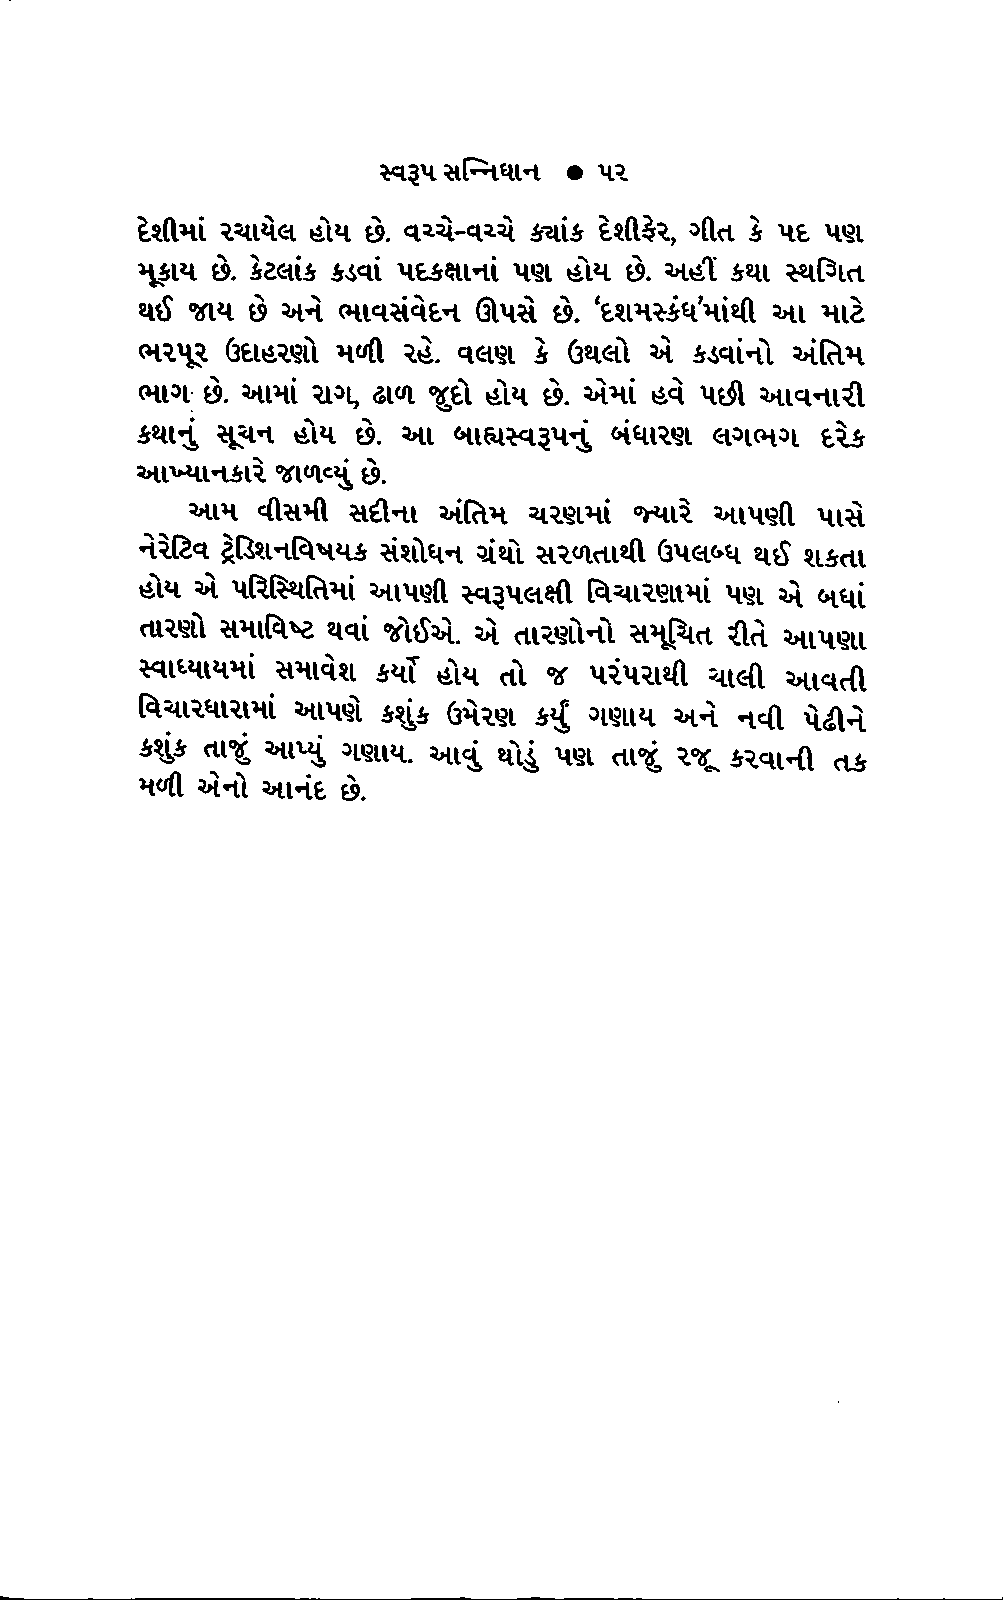 સ્વરૂપ સન્નિધાન ● ૫૨
દેશીમાં રચાયેલ હોય છે. વચ્ચે-વચ્ચે ક્યાંક દેશીફેર, ગીત કે પદ પણ
મૂકાય છે. કેટલાંક કડવાં પદકક્ષાનાં પણ હોય છે. અહીં કથા સ્થગિત
થઈ જાય છે અને ભાવસંવેદન ઊપસે છે. ‘દશમસ્કંધ’માંથી આ માટે
ભરપૂર ઉદાહરણો મળી રહે. વલણ કે ઉથલો એ કડવાંનો અંતિમ
ભાગ છે. આમાં રાગ, ઢાળ જુદો હોય છે. એમાં હવે પછી આવનારી
કથાનું સૂચન હોય છે. આ બાહ્યસ્વરૂપનું બંધારણ લગભગ દરેક
આખ્યાનકારે જાળવ્યું છે.
આમ વીસમી સદીના અંતિમ ચરણમાં જ્યારે આપણી પાસે
નેરેટિવ ટ્રેડિશનવિષયક સંશોધન ગ્રંથો સરળતાથી ઉપલબ્ધ થઈ શકતા
હોય એ પરિસ્થિતિમાં આપણી સ્વરૂપલક્ષી વિચારણામાં પણ એ બધાં
તારણો સમાવિષ્ટ થવાં જોઈએ. એ તારણોનો સમૂચિત રીતે આપણા
સ્વાધ્યાયમાં સમાવેશ કર્યો હોય તો જ પરંપરાથી ચાલી આવતી
વિચારધારામાં આપણે કશુંક ઉમેરણ કર્યું ગણાય અને નવી પેઢીને
કશુંક તાજું આપ્યું ગણાય. આવું થોડું પણ તાજું રજૂ કરવાની તક
મળી એનો આનંદ છે.